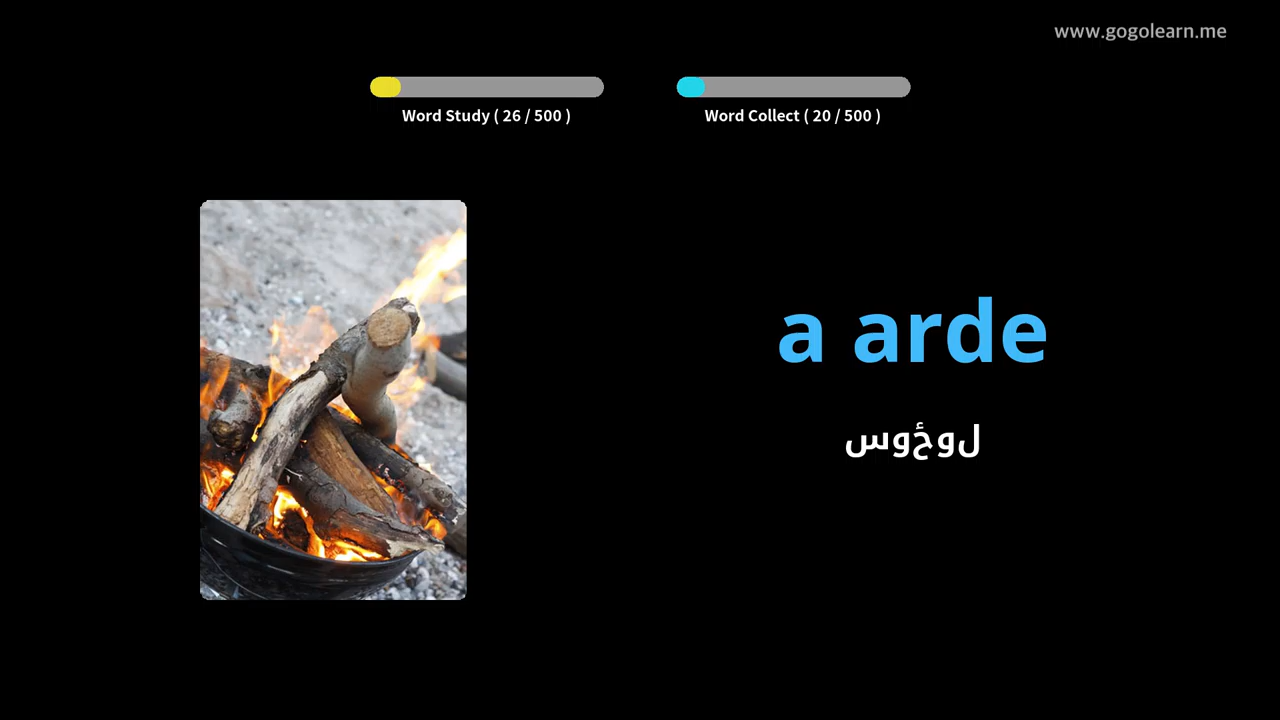 www.gogolearn.me
Word Study ( 26 / 500 )
Word Collect ( 20 / 500 )
a arde
لوځوس